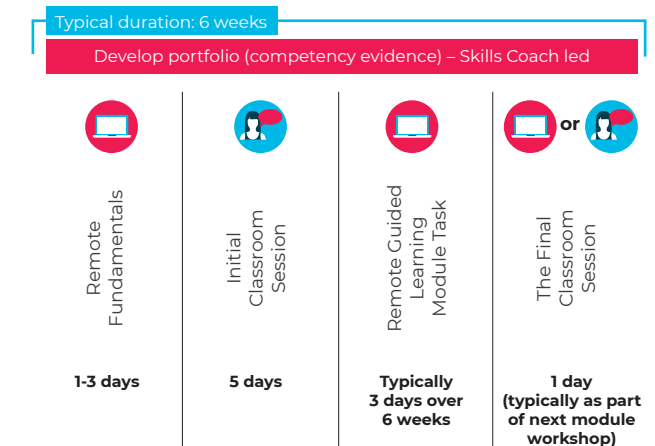 Typical duration: 6 weeks
Develop portfolio (competency evidence) – Skills Coach led
or
Remote
Fundamentals
Initial
Classroom
Session
Remote Guided
Learning
Module Task
The Final
Classroom
Session
1-3 days
5 days
Typically
3 days over
6 weeks
1 day
(typically as part
of next module
workshop)